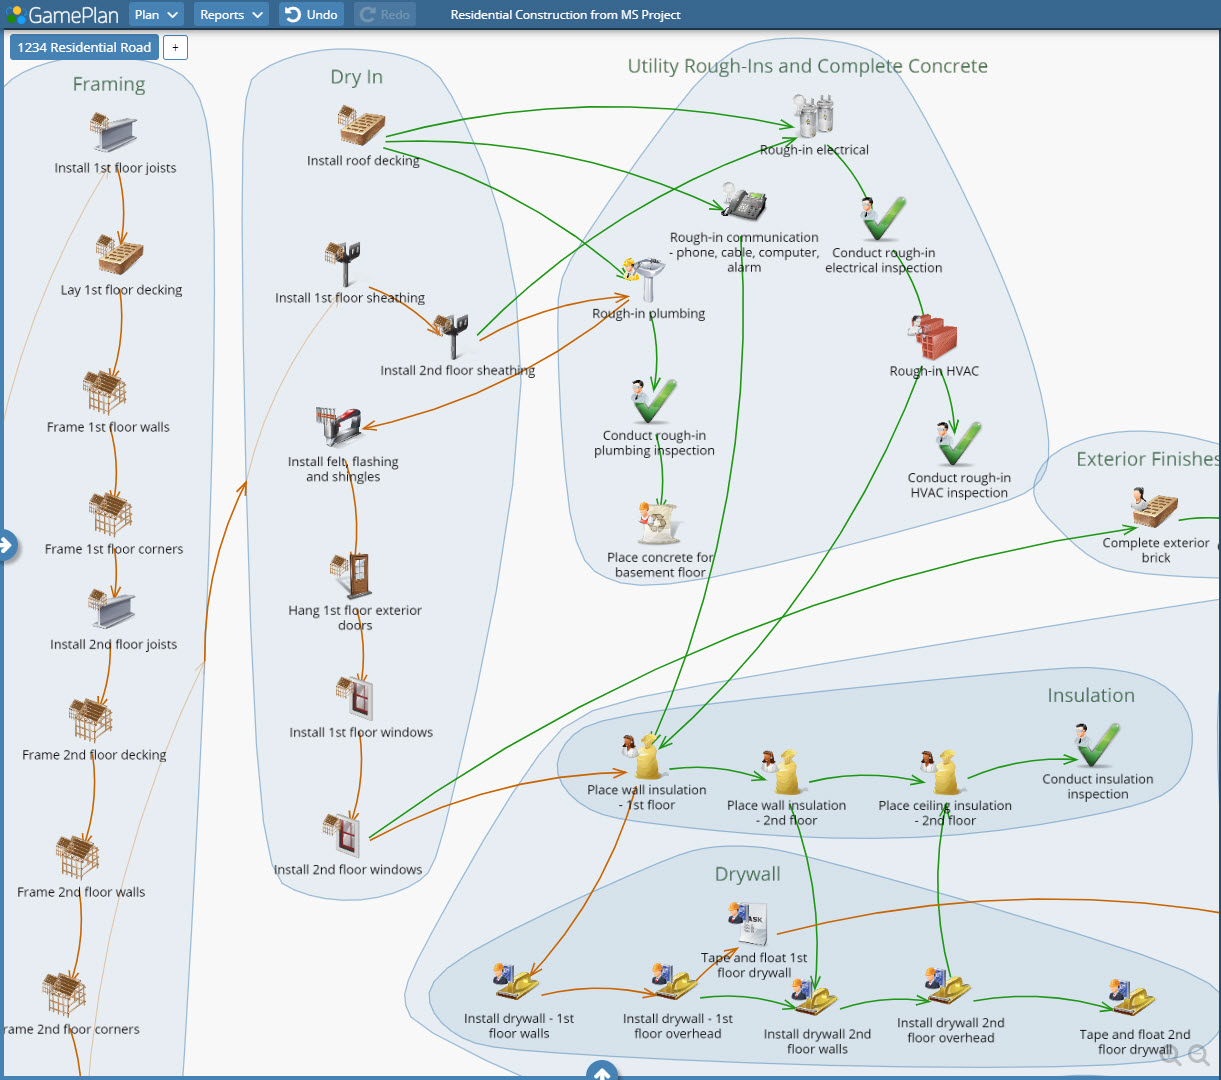 GamePlan
Plan
Reports
Undo
Redo
Residential Construction from MS Project
1234 Residential Road
+
Framing
Install 1st floor joists
Lay 1st floor decking
Frame 1st floor walls
Frame 1st floor corners
Install 2nd floor joists
Frame 2nd floor decking
Frame 2nd floor walls
rame 2nd floor corners
Dry In
Install roof decking
Install 1st floor sheathing
Install 2nd floor sheathing
Install felt, flashing
and shingles
Hang 1st floor exterior
doors
Install 1st floor windows
Install 2nd floor windows
Utility Rough-Ins and Complete Concrete
Rough-in electrical
Rough-in communication
- phone, cable, computer,
alarm
Conduct rough-in
electrical inspection
Rough-in plumbing
Rough-in HVAC
Conduct rough-in
plumbing inspection
Conduct rough-in
HVAC inspection
Place concrete for
basement floor
Exterior Finishes
Complete exterior
brick
Insulation
Place wall insulation
- 1st floor
Place wall insulation
- 2nd floor
Place ceiling insulation
- 2nd floor
Conduct insulation
inspection
Drywall
ASK
Tape and float 1st
floor drywall
Install drywall - 1st
floor walls
Install drywall - 1st
floor overhead
Install drywall 2nd
floor walls
Install drywall 2nd
floor overhead
Tape and float 2nd
floor drywall